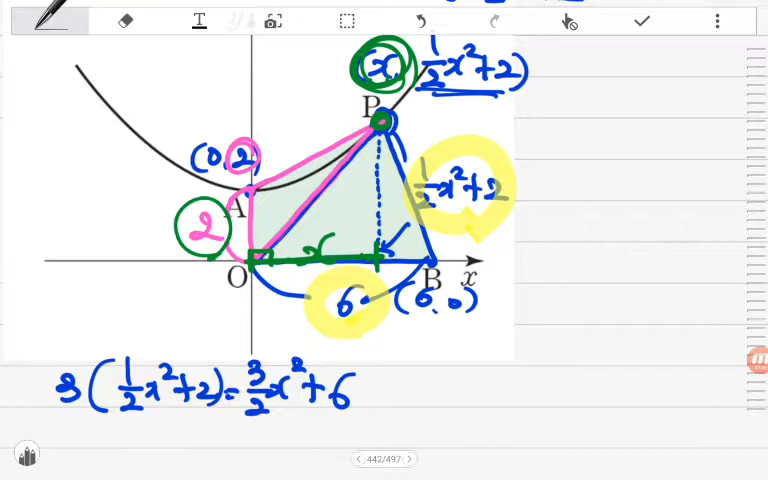 T
(x, 1/2x²+2)
P
(0,2)
1/2x²+2
A
2
x
O
B
x
6
(6,0)
3(1/2x²+2)=3/2x²+6
442/497